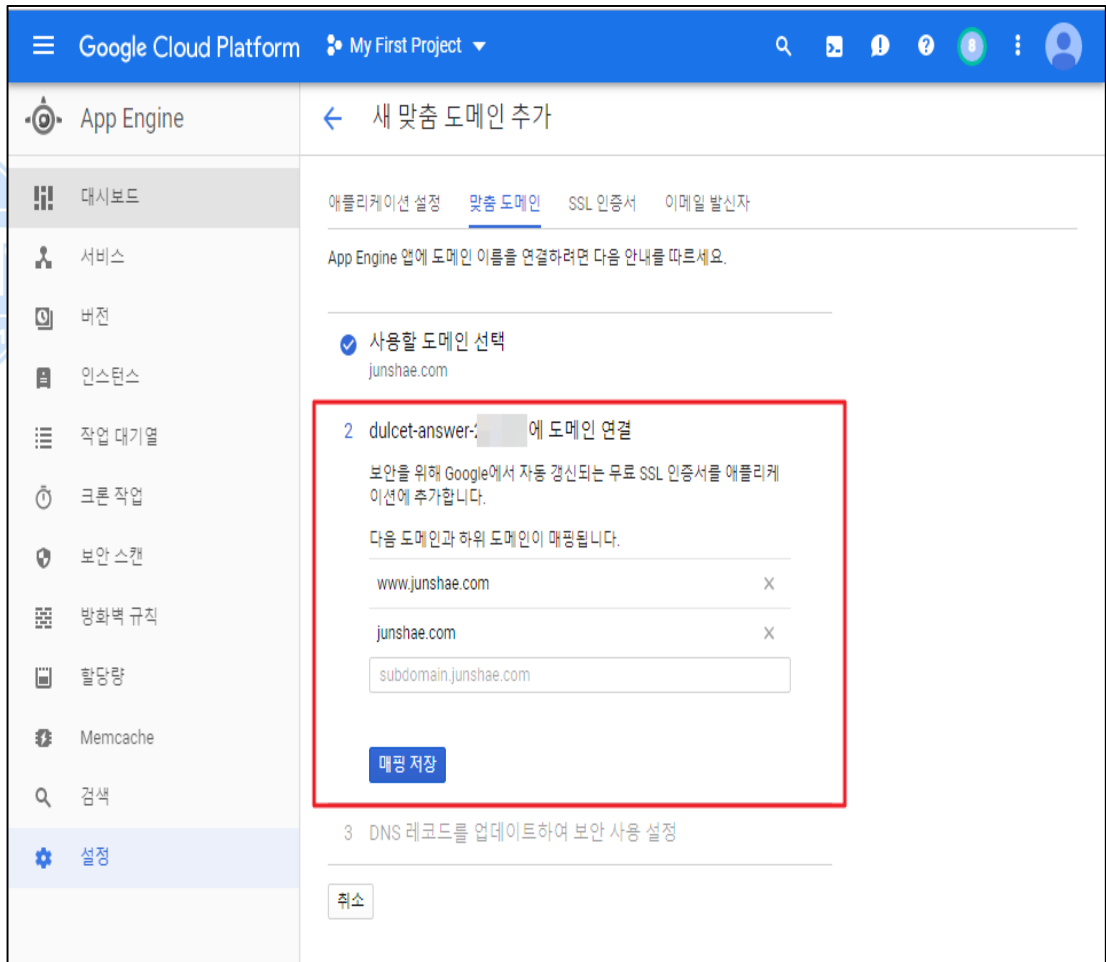 Google Cloud Platform My First Project 8
App Engine
새 맞춤 도메인 추가
대시보드
서비스
버전
인스턴스
작업 대기열
크론 작업
보안 스캔
방화벽 규칙
할당량
Memcache
검색
설정
애플리케이션 설정 맞춤 도메인 SSL 인증서 이메일 발신자
App Engine 앱에 도메인 이름을 연결하려면 다음 안내를 따르세요.
사용할 도메인 선택
junshae.com
2 dulcet-answer- 에 도메인 연결
보안을 위해 Google에서 자동 갱신되는 무료 SSL 인증서를 애플리케
이션에 추가합니다.
다음 도메인과 하위 도메인이 매핑됩니다.
www.junshae.com
junshae.com
subdomain.junshae.com
매핑 저장
3 DNS 레코드를 업데이트하여 보안 사용 설정
취소